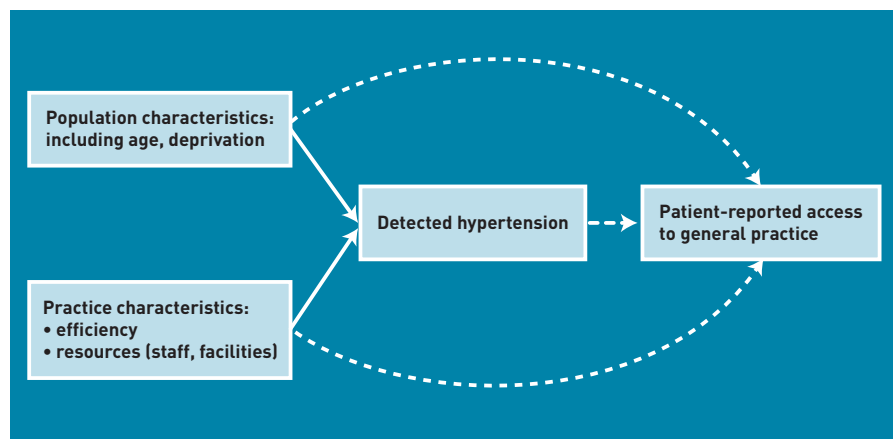 Population characteristics:
including age, deprivation
Detected hypertension
Patient-reported access
to general practice
Practice characteristics:
• efficiency
• resources (staff, facilities)